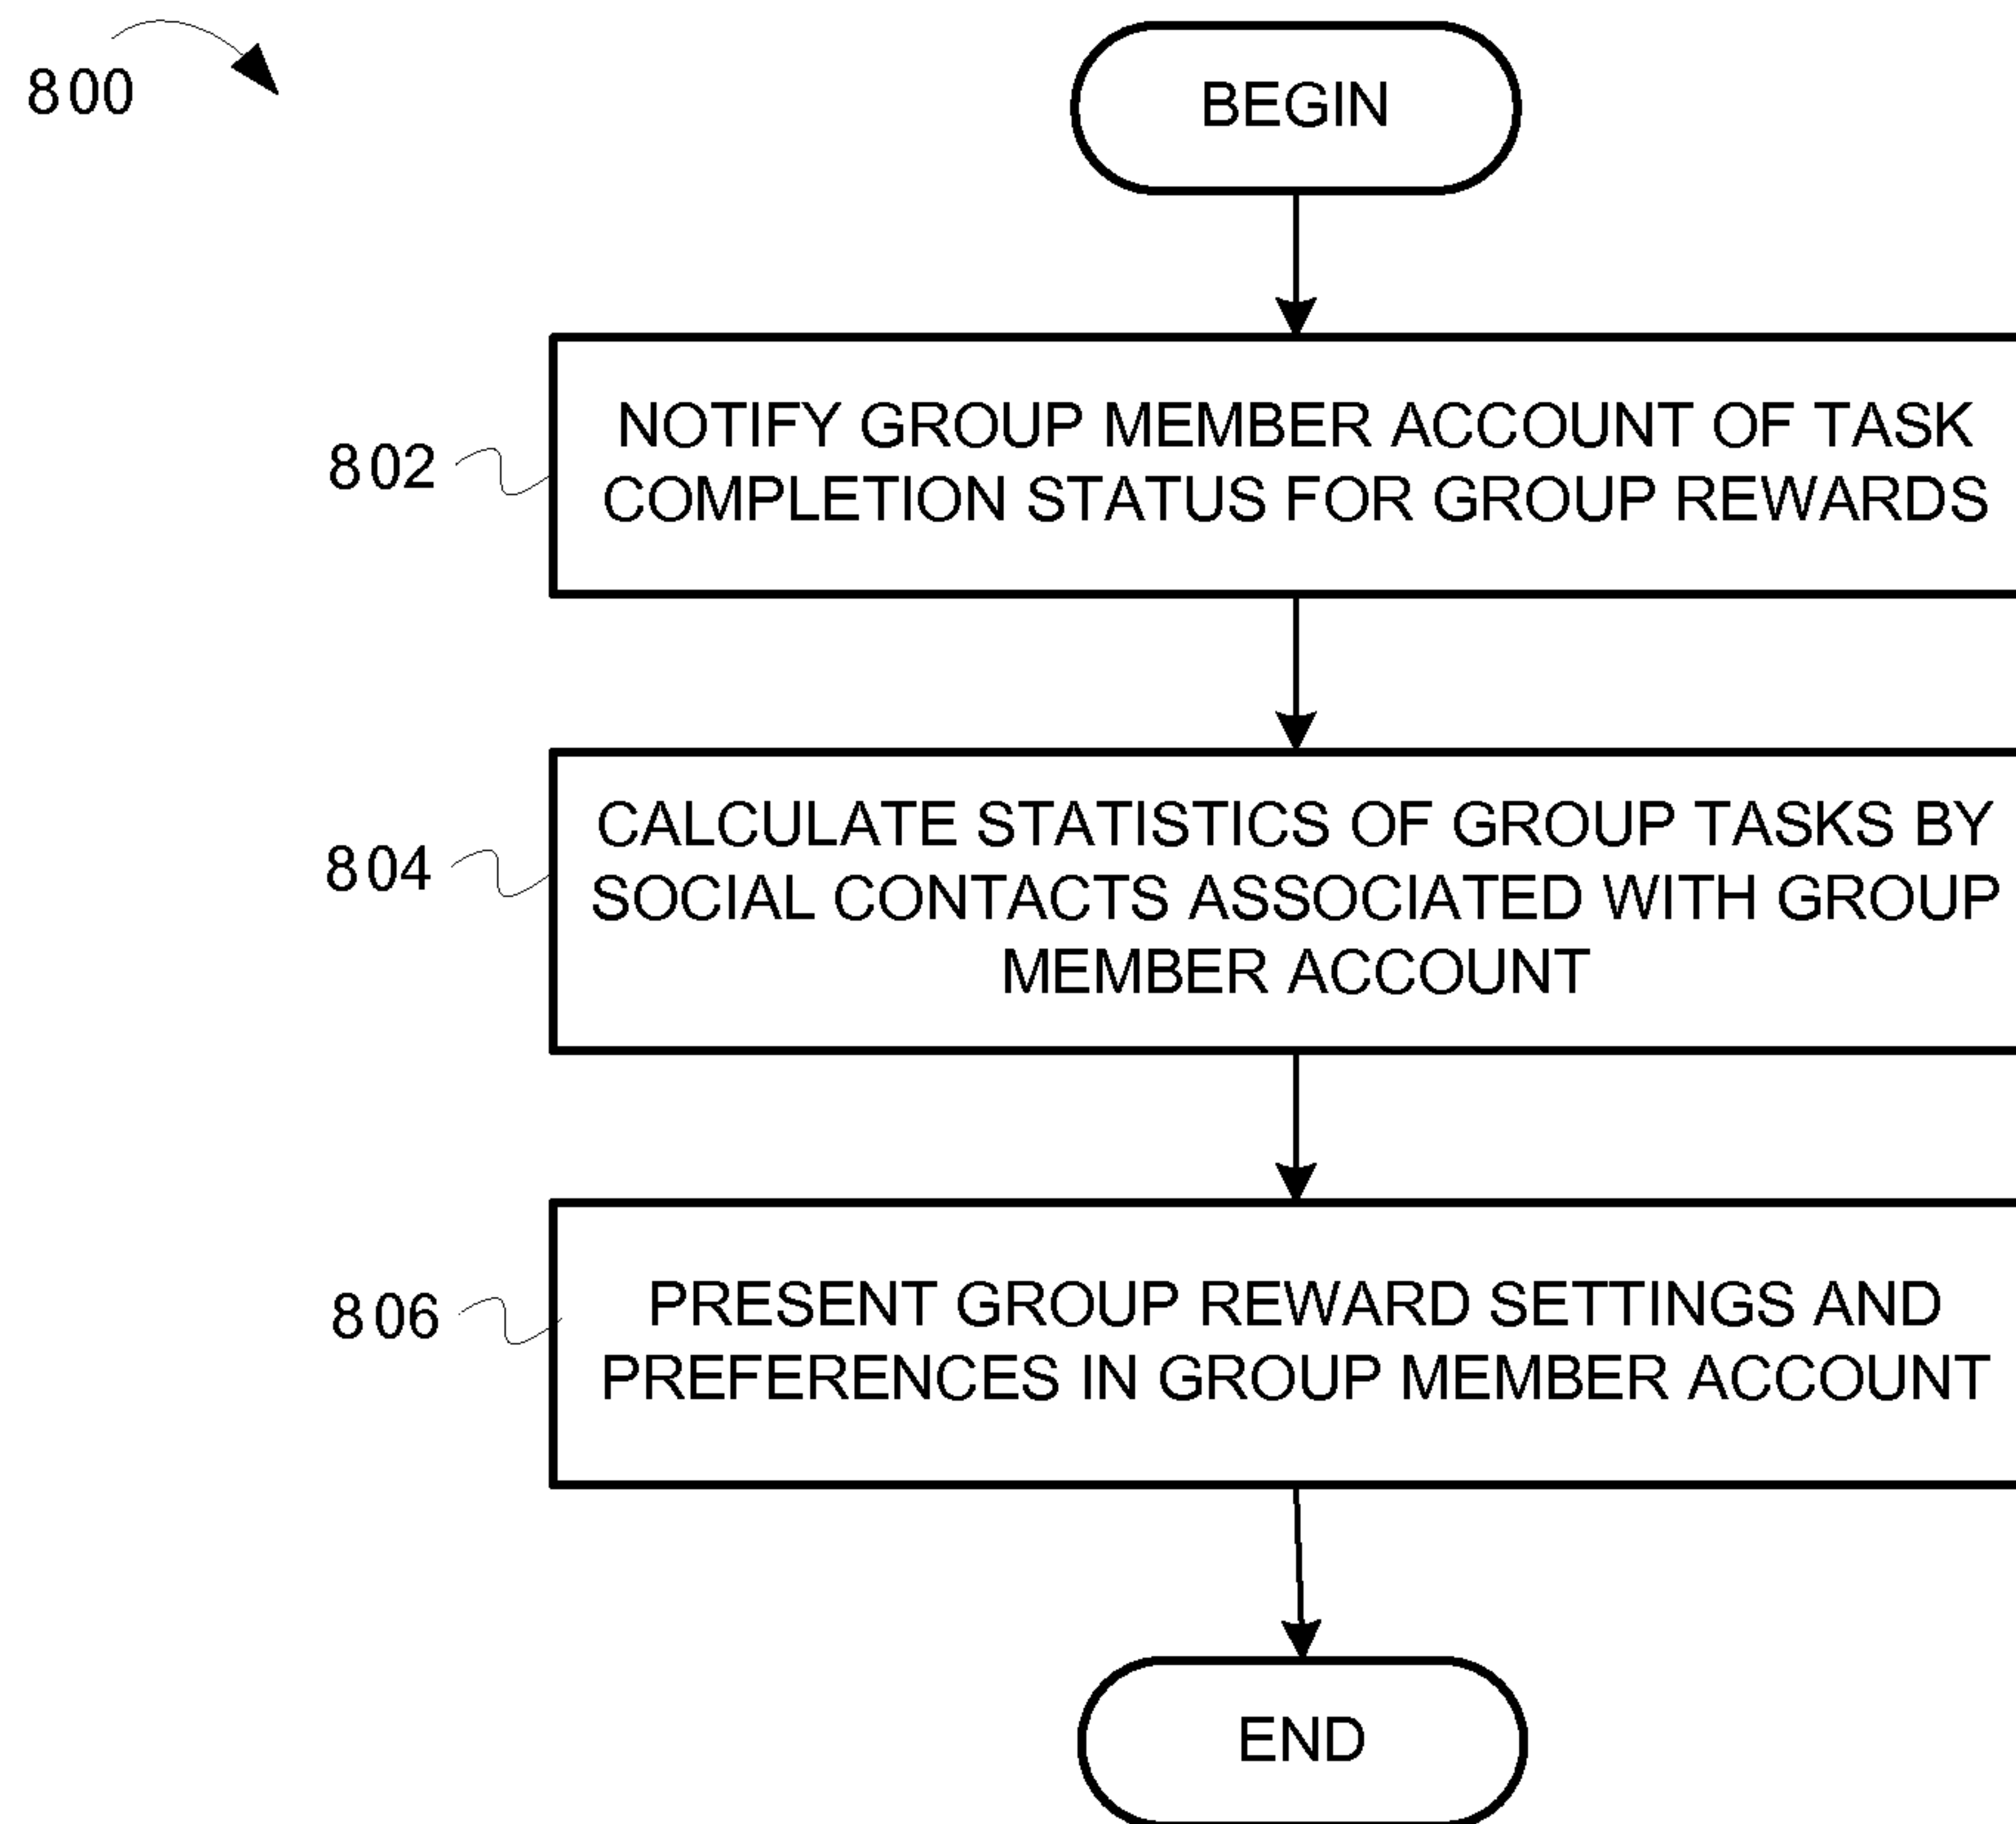 800
BEGIN
802
NOTIFY GROUP MEMBER ACCOUNT OF TASK
COMPLETION STATUS FOR GROUP REWARDS
804
CALCULATE STATISTICS OF GROUP TASKS BY
SOCIAL CONTACTS ASSOCIATED WITH GROUP
MEMBER ACCOUNT
806
PRESENT GROUP REWARD SETTINGS AND
PREFERENCES IN GROUP MEMBER ACCOUNT
END